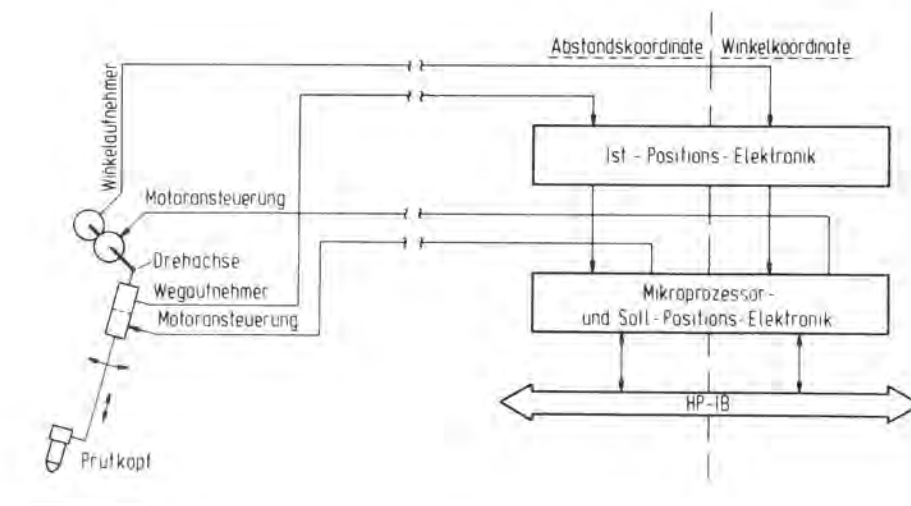 Abstandskoordinate Winkelkoordinate
Winkelaufnehmer
Ist - Positions - Elektronik
Motoransteuerung
Drehachse
Wegaufnehmer
Motoransteuerung
Mikroprozessor-
und Soll-Positions-Elektronik
HP-IB
Prüfkopf